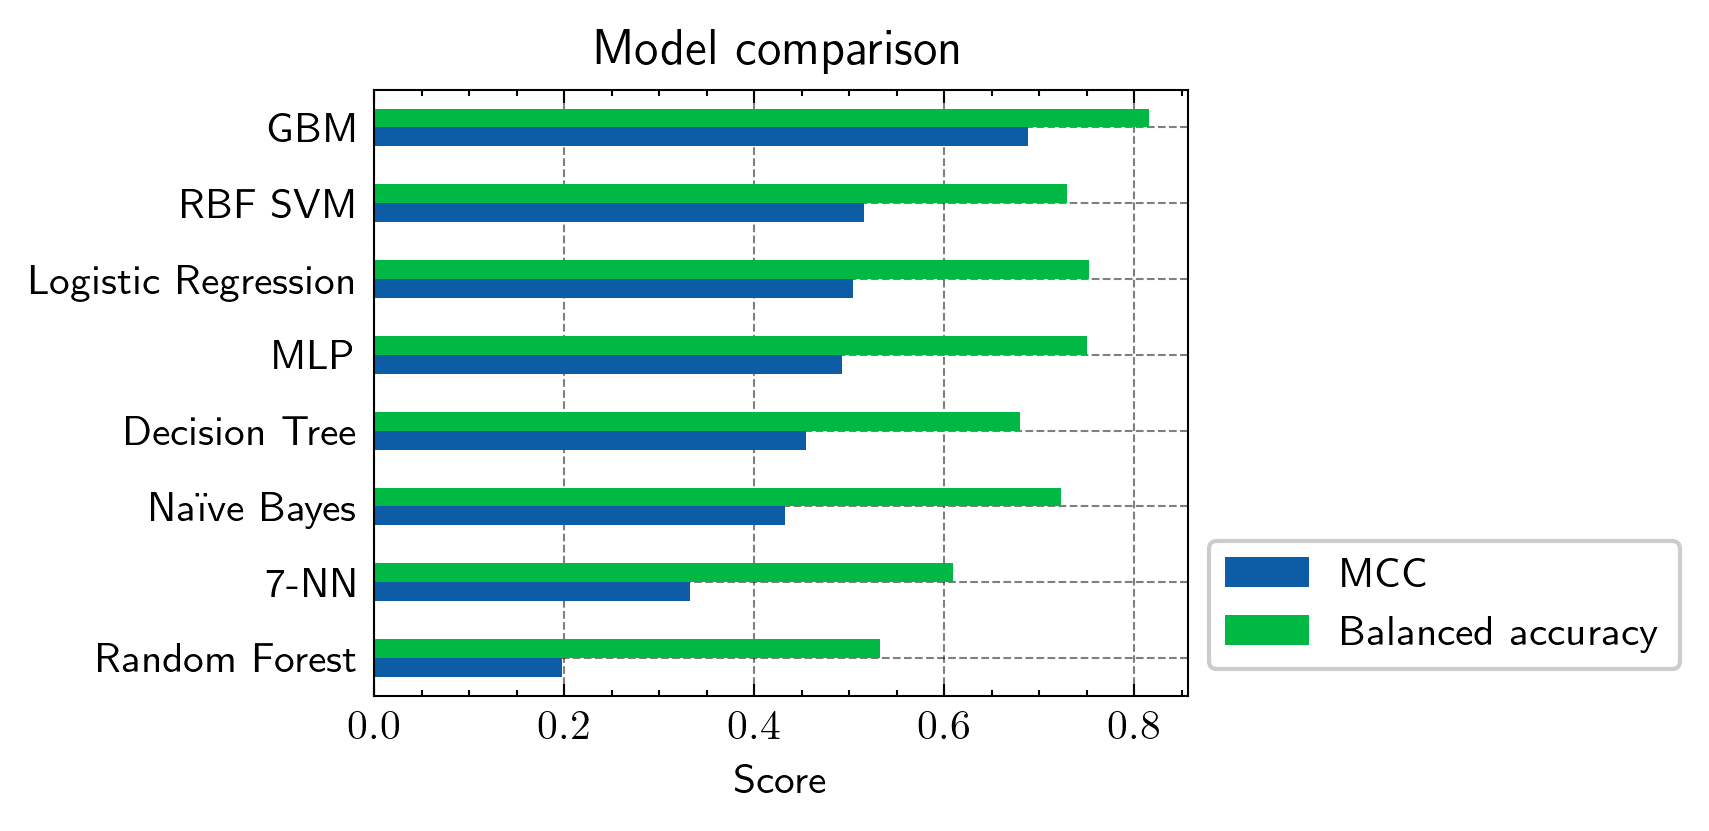 Model comparison
GBM
RBF SVM
Logistic Regression
MLP
Decision Tree
Naïve Bayes
7-NN
Random Forest
0.0 0.2 0.4 0.6 0.8
Score
MCC
Balanced accuracy